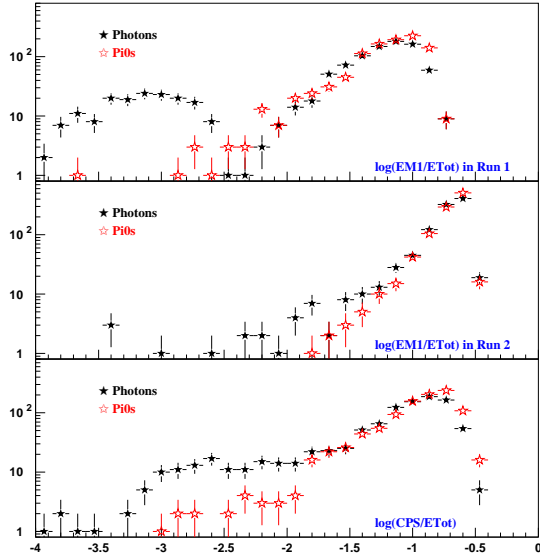 10²
10
1
★ Photons
☆ Pi0s
log(EM1/ETot) in Run 1
10²
10
1
★ Photons
☆ Pi0s
log(EM1/ETot) in Run 2
10²
10
1
★ Photons
☆ Pi0s
log(CPS/ETot)
-4 -3.5 -3 -2.5 -2 -1.5 -1 -0.5 0